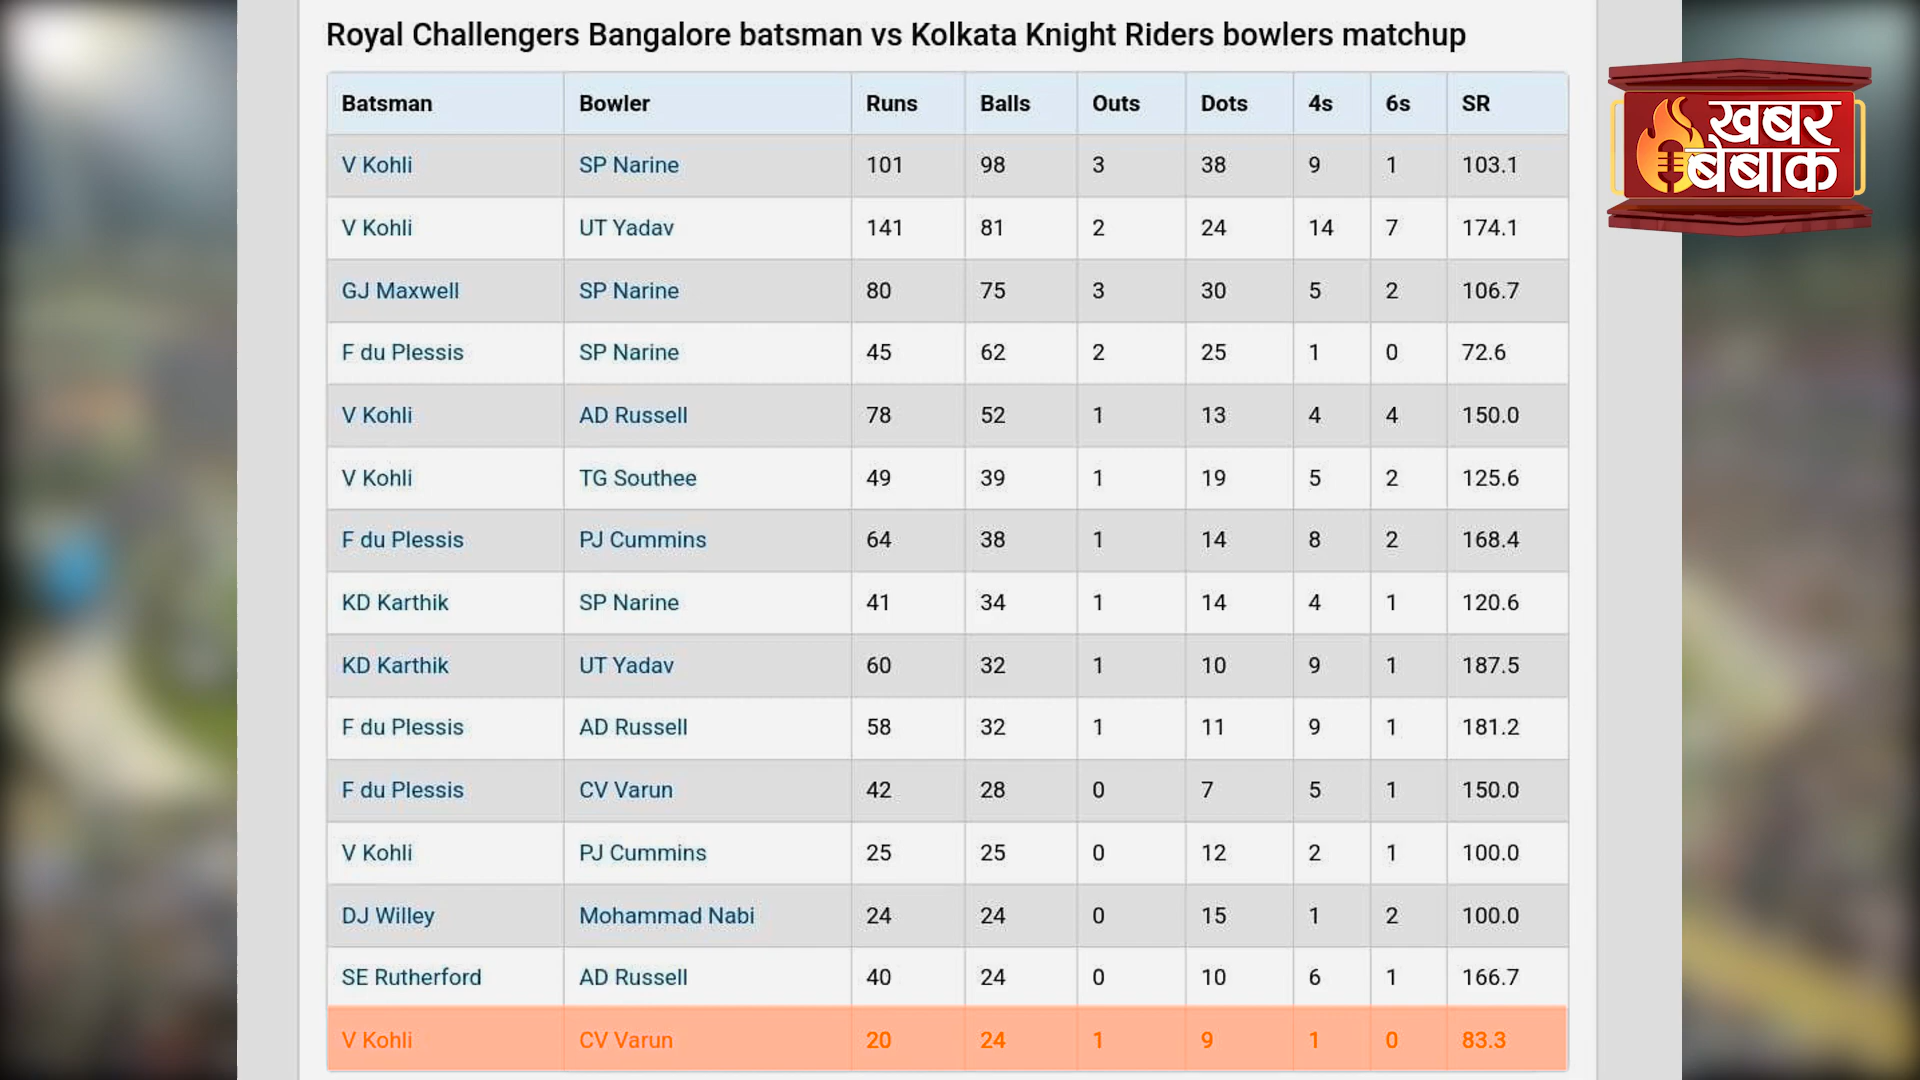 Royal Challengers Bangalore batsman vs Kolkata Knight Riders bowlers matchup
Batsman Bowler Runs Balls Outs Dots 4s 6s SR
V Kohli SP Narine 101 98 3 38 9 1 103.1
V Kohli UT Yadav 141 81 2 24 14 7 174.1
GJ Maxwell SP Narine 80 75 3 30 5 2 106.7
F du Plessis SP Narine 45 62 2 25 1 0 72.6
V Kohli AD Russell 78 52 1 13 4 4 150.0
V Kohli TG Southee 49 39 1 19 5 2 125.6
F du Plessis PJ Cummins 64 38 1 14 8 2 168.4
KD Karthik SP Narine 41 34 1 14 4 1 120.6
KD Karthik UT Yadav 60 32 1 10 9 1 187.5
F du Plessis AD Russell 58 32 1 11 9 1 181.2
F du Plessis CV Varun 42 28 0 7 5 1 150.0
V Kohli PJ Cummins 25 25 0 12 2 1 100.0
DJ Willey Mohammad Nabi 24 24 0 15 1 2 100.0
SE Rutherford AD Russell 40 24 0 10 6 1 166.7
V Kohli CV Varun 20 24 1 9 1 0 83.3
ख़बर
बेबाक